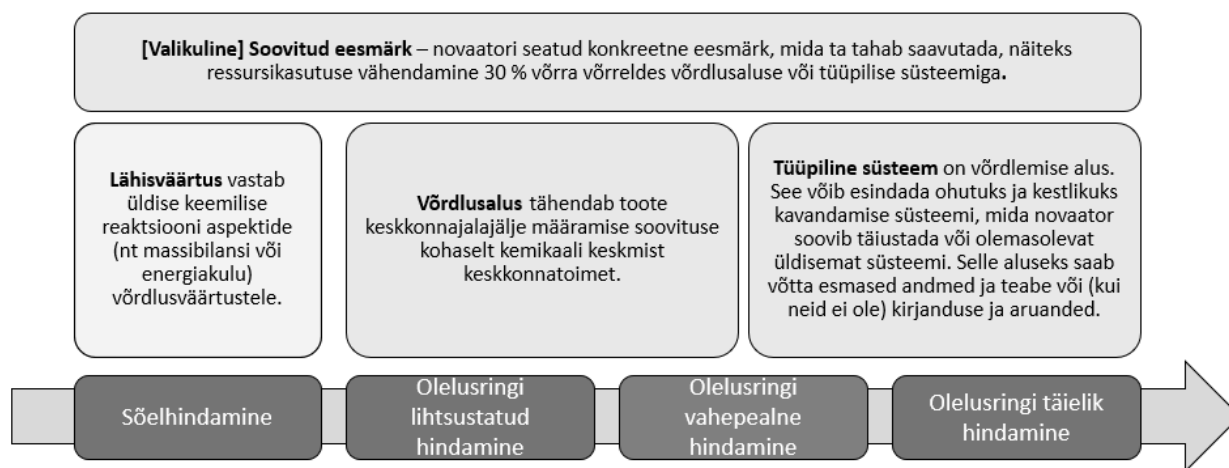 [Valikuline] Soovitud eesmärk – novaatori seatud konkreetne eesmärk, mida ta tahab saavutada, näiteks
ressursikasutuse vähendamine 30 % võrra võrreldes võrdlusaluse või tüüpilise süsteemiga.
Lähisväärtus vastab
üldise keemilise
reaktsiooni aspektide
(nt massibilansi või
energiakulu)
võrdlusväärtustele.
Võrdlusalus tähendab toote
keskkonnajalajälje määramise soovituse
kohaselt kemikaali keskmist
keskkonnatoimet.
Tüüpiline süsteem on võrdlemise alus.
See võib esindada ohutuks ja kestlikuks
kavandamise süsteemi, mida novaator
soovib täiustada või olemasolevat
üldisemat süsteemi. Selle aluseks saab
võtta esmased andmed ja teabe või (kui
neid ei ole) kirjanduse ja aruanded.
Sõelhindamine
Olelusringi
lihtsustatud
hindamine
Olelusringi
vahepealne
hindamine
Olelusringi täielik
hindamine